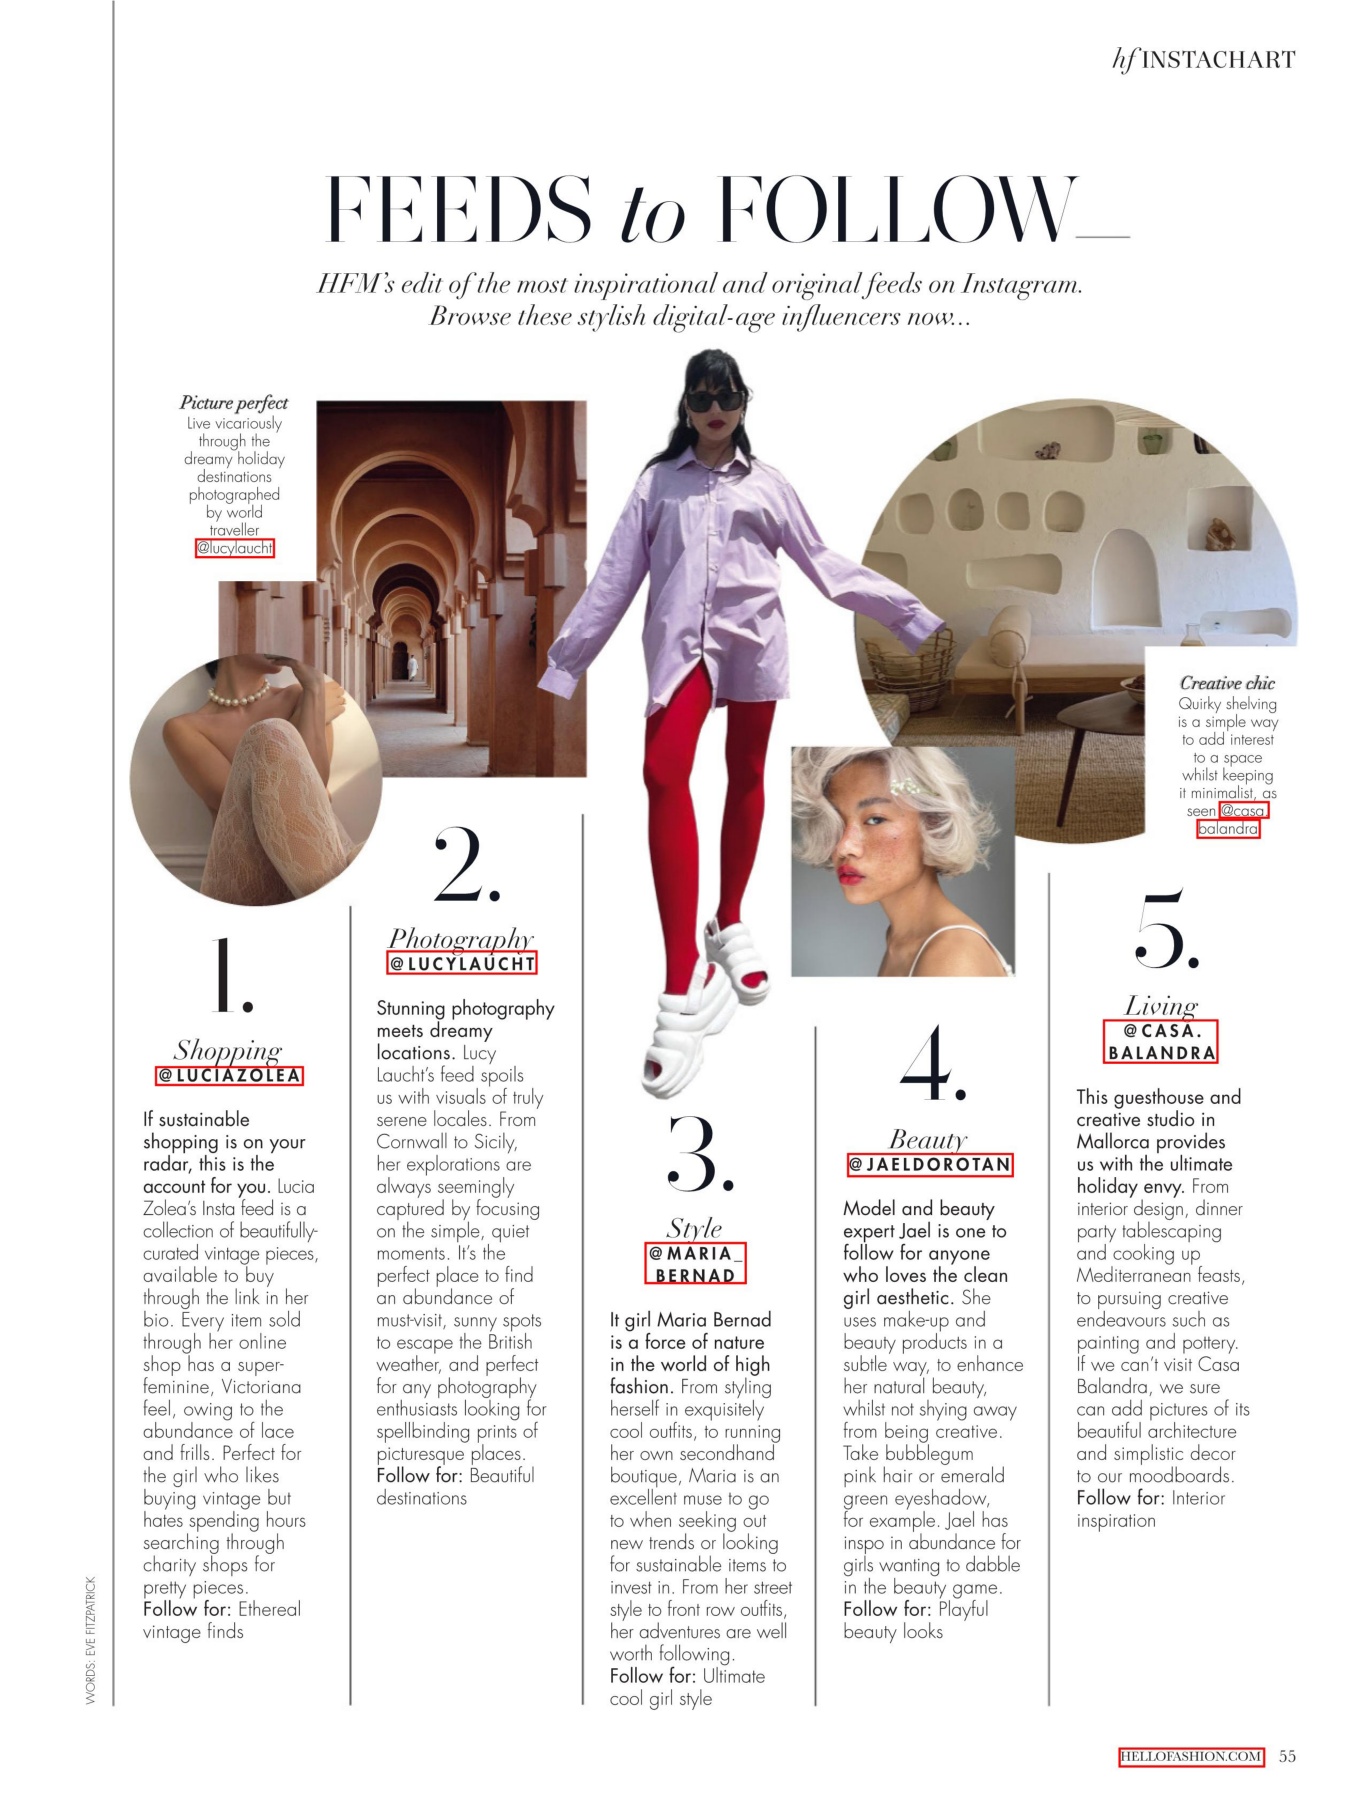 hf INSTACHART
FEEDS to FOLLOW
HFM's edit of the most inspirational and original feeds on Instagram.
Browse these stylish digital-age influencers now...
Picture perfect
Live vicariously
through the
dreamy holiday
destinations
photographed
by world
traveller
@lucylaucht
Creative chic
Quirky shelving
is a simple way
to add interest
to a space
whilst keeping
it minimalist, as
seen @casa.
balandra
1.
Shopping
@LUCIAZOLEA
If sustainable
shopping is on your
radar, this is the
account for you. Lucia
Zolea's Insta feed is a
collection of beautifully-
curated vintage pieces,
available to buy
through the link in her
bio. Every item sold
through her online
shop has a super-
feminine, Victoriana
feel, owing to the
abundance of lace
and frills. Perfect for
the girl who likes
buying vintage but
hates spending hours
searching through
charity shops for
pretty pieces.
Follow for: Ethereal
vintage finds
2.
Photography
@LUCYLAUCHT
Stunning photography
meets dreamy
locations. Lucy
Laucht's feed spoils
us with visuals of truly
serene locales. From
Cornwall to Sicily,
her explorations are
always seemingly
captured by focusing
on the simple, quiet
moments. It's the
perfect place to find
an abundance of
must-visit, sunny spots
to escape the British
weather, and perfect
for any photography
enthusiasts looking for
spellbinding prints of
picturesque places.
Follow for: Beautiful
destinations
3.
Style
@MARIA_
BERNAD
It girl Maria Bernad
is a force of nature
in the world of high
fashion. From styling
herself in exquisitely
cool outfits, to running
her own secondhand
boutique, Maria is an
excellent muse to go
to when seeking out
new trends or looking
for sustainable items to
invest in. From her street
style to front row outfits,
her adventures are well
worth following.
Follow for: Ultimate
cool girl style
4.
Beauty
@JAELDOROTAN
Model and beauty
expert Jael is one to
follow for anyone
who loves the clean
girl aesthetic. She
uses make-up and
beauty products in a
subtle way, to enhance
her natural beauty,
whilst not shying away
from being creative.
Take bubblegum
pink hair or emerald
green eyeshadow,
for example. Jael has
inspo in abundance for
girls wanting to dabble
in the beauty game.
Follow for: Playful
beauty looks
5.
Living
@CASA.
BALANDRA
This guesthouse and
creative studio in
Mallorca provides
us with the ultimate
holiday envy. From
interior design, dinner
party tablescaping
and cooking up
Mediterranean feasts,
to pursuing creative
endeavours such as
painting and pottery.
If we can't visit Casa
Balandra, we sure
can add pictures of its
beautiful architecture
and simplistic decor
to our moodboards.
Follow for: Interior
inspiration
WORDS: EVE FITZPATRICK
HELLOFASHION.COM 55